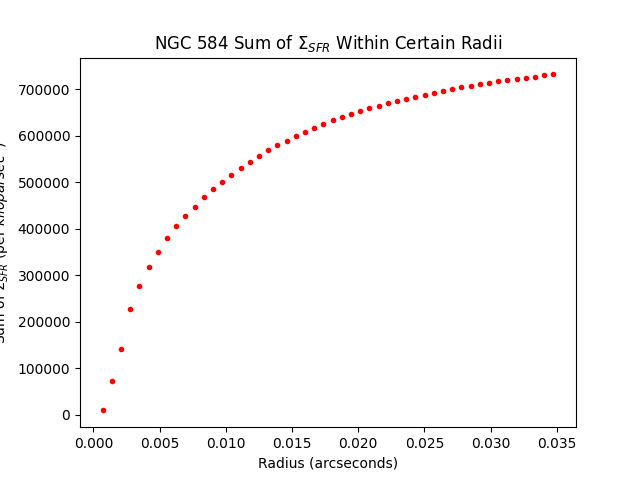 NGC 584 Sum of Σ_SFR Within Certain Radii
700000
600000
500000
400000
300000
200000
100000
0
Sum of Σ_SFR (per kiloparsec
0.000 0.005 0.010 0.015 0.020 0.025 0.030 0.035
Radius (arcseconds)